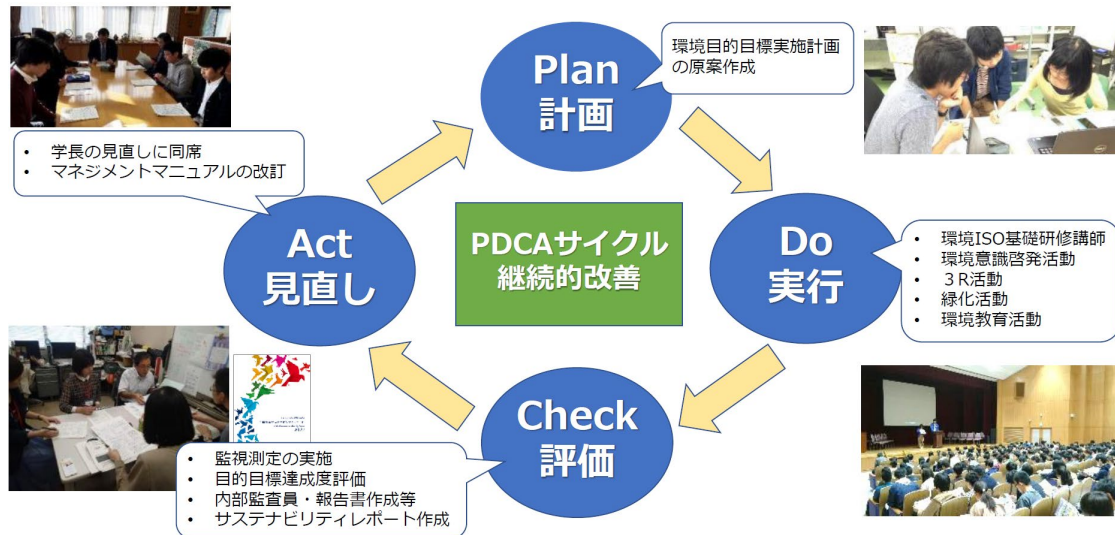 Plan
計画
環境目的目標実施計画
の原案作成
• 学長の見直しに同席
• マネジメントマニュアルの改訂
Act
見直し
PDCAサイクル
継続的改善
Do
実行
• 環境ISO基礎研修講師
• 環境意識啓発活動
• 3R活動
• 緑化活動
• 環境教育活動
Check
評価
• 監視測定の実施
• 目的目標達成度評価
• 内部監査員・報告書作成等
• サステナビリティレポート作成